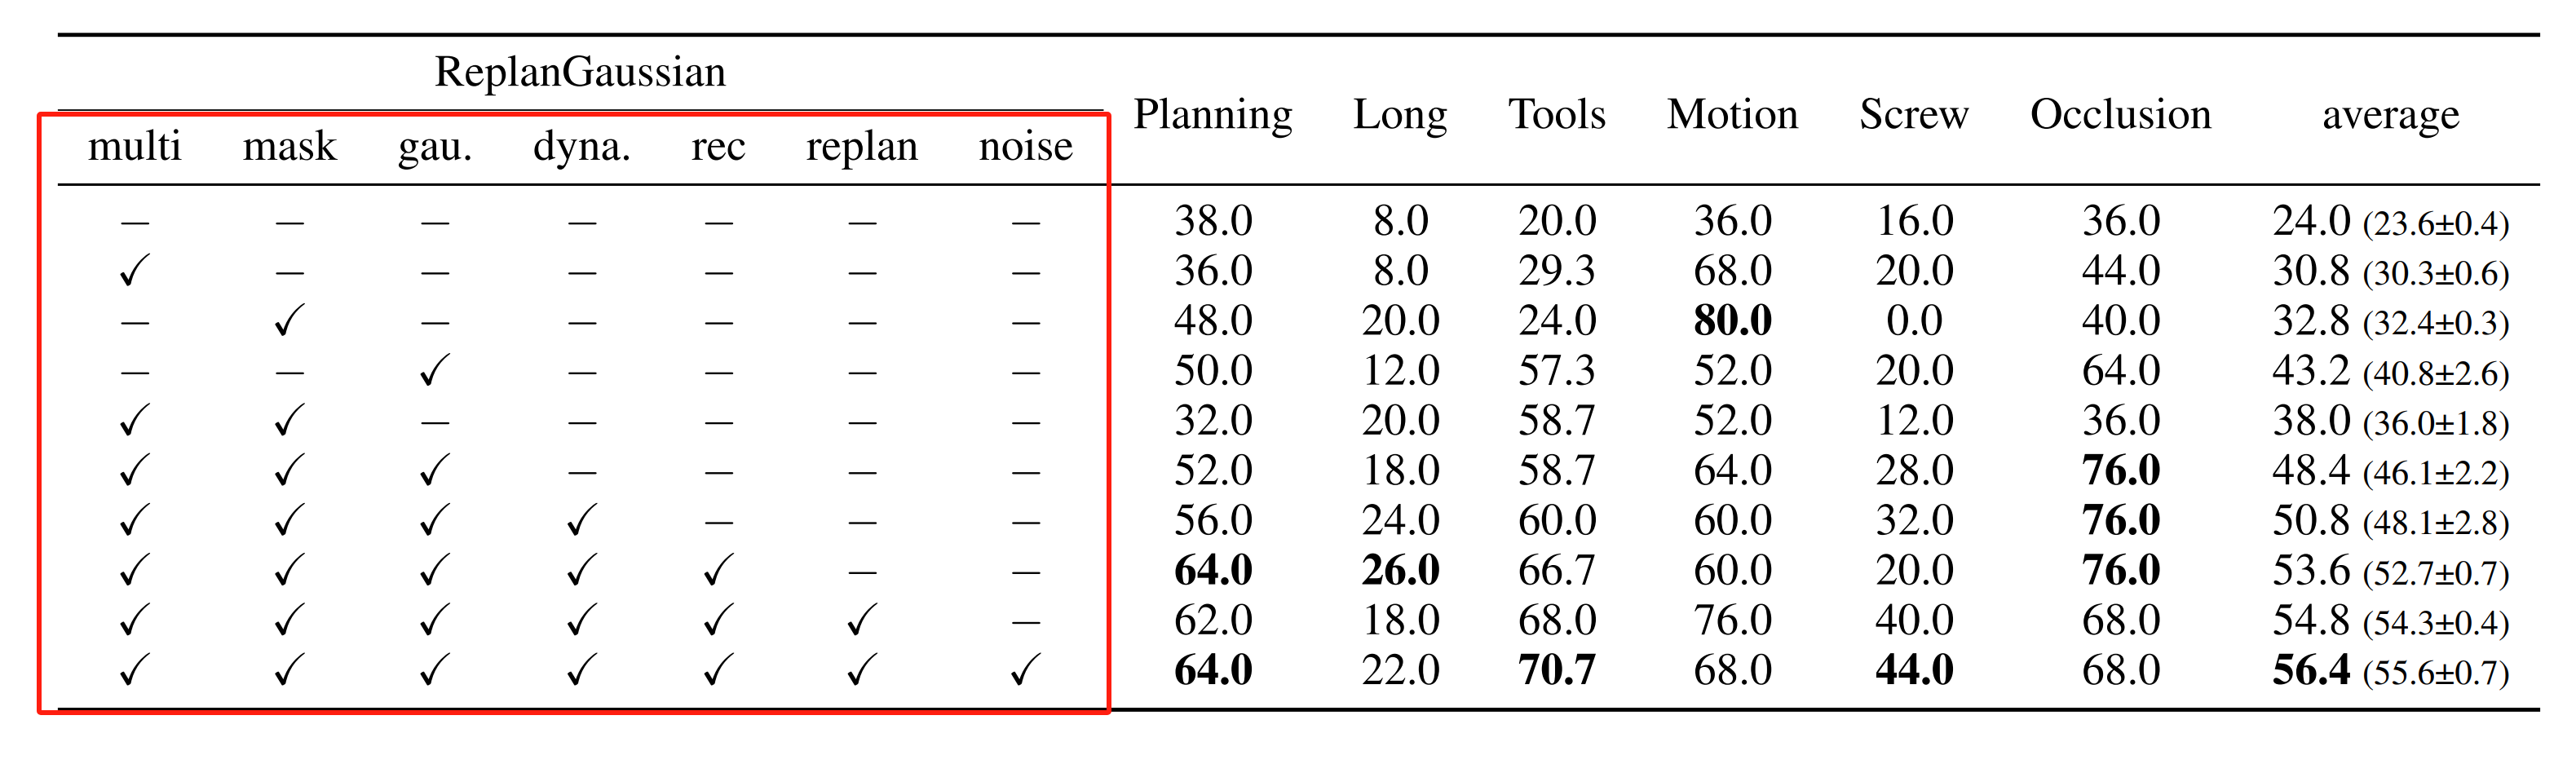 ReplanGaussian
multi mask gau. dyna. rec replan noise Planning Long Tools Motion Screw Occlusion average
– – – – – – – 38.0 8.0 20.0 36.0 16.0 36.0 24.0 (23.6±0.4)
✓ – – – – – – 36.0 8.0 29.3 68.0 20.0 44.0 30.8 (30.3±0.6)
– ✓ – – – – – 48.0 20.0 24.0 80.0 0.0 40.0 32.8 (32.4±0.3)
– – ✓ – – – – 50.0 12.0 57.3 52.0 20.0 64.0 43.2 (40.8±2.6)
✓ ✓ – – – – – 32.0 20.0 58.7 52.0 12.0 36.0 38.0 (36.0±1.8)
✓ ✓ ✓ – – – – 52.0 18.0 58.7 64.0 28.0 76.0 48.4 (46.1±2.2)
✓ ✓ ✓ ✓ – – – 56.0 24.0 60.0 60.0 32.0 76.0 50.8 (48.1±2.8)
✓ ✓ ✓ ✓ ✓ – – 64.0 26.0 66.7 60.0 20.0 76.0 53.6 (52.7±0.7)
✓ ✓ ✓ ✓ ✓ ✓ – 62.0 18.0 68.0 76.0 40.0 68.0 54.8 (54.3±0.4)
✓ ✓ ✓ ✓ ✓ ✓ ✓ 64.0 22.0 70.7 68.0 44.0 68.0 56.4 (55.6±0.7)